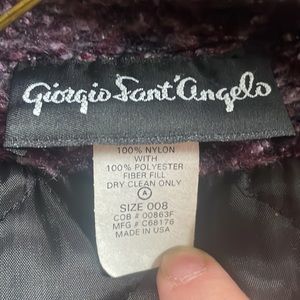 Giorgio Sant'Angelo
100% NYLON
WITH
100% POLYESTER
FIBER FILL
DRY CLEAN ONLY
A
SIZE 008
COB # 00863F
MFG # C68176
MADE IN USA